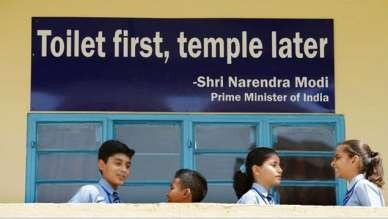 Toilet first, temple later
-Shri Narendra Modi
Prime Minister of India